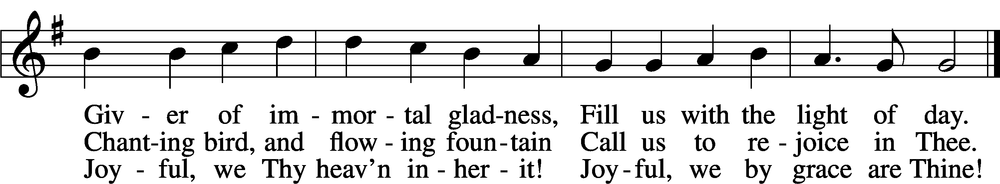 Giv - er of im - mor - tal glad-ness, Fill us with the light of day.
Chant-ing bird, and flow - ing foun-tain Call us to re - joice in Thee.
Joy - ful, we Thy heav'n in - her - it! Joy-ful, we by grace are Thine!